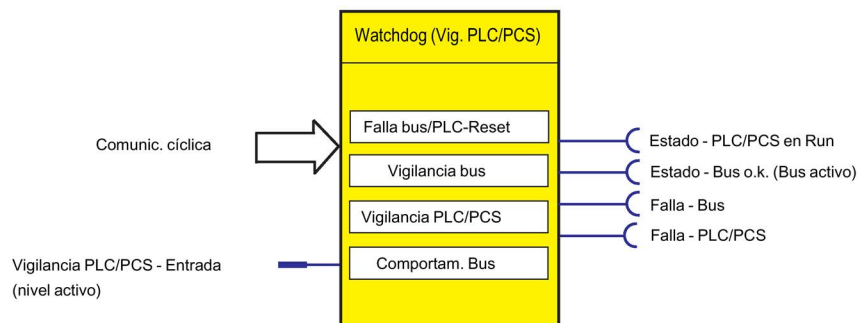 Watchdog (Vig. PLC/PCS)
Falla bus/PLC-Reset
Comunic. cíclica
Estado - PLC/PCS en Run
Vigilancia bus
Estado - Bus o.k. (Bus activo)
Falla - Bus
Vigilancia PLC/PCS
Falla - PLC/PCS
Vigilancia PLC/PCS - Entrada
(nivel activo)
Comportam. Bus